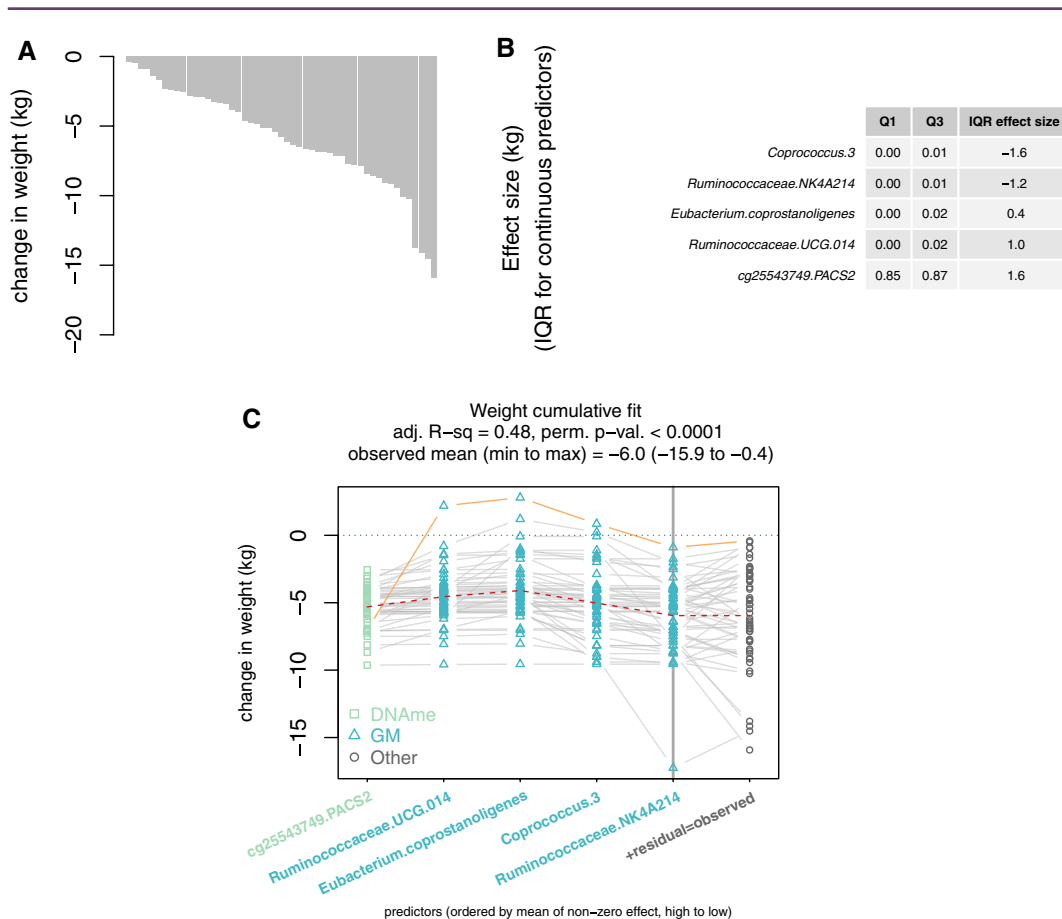 A
change in weight (kg)
0
−5
−10
−15
−20
B
Effect size (kg)
(IQR for continuous predictors)
Q1 Q3 IQR effect size
Coprococcus.3 0.00 0.01 −1.6
Ruminococcaceae.NK4A214 0.00 0.01 −1.2
Eubacterium.coprostanoligenes 0.00 0.02 0.4
Ruminococcaceae.UCG.014 0.00 0.02 1.0
cg25543749.PACS2 0.85 0.87 1.6
C
Weight cumulative fit
adj. R−sq = 0.48, perm. p−val. < 0.0001
observed mean (min to max) = −6.0 (−15.9 to −0.4)
change in weight (kg)
0
−5
−10
−15
DNAme
GM
Other
cg25543749.PACS2
Ruminococcaceae.UCG.014
Eubacterium.coprostanoligenes
Coprococcus.3
Ruminococcaceae.NK4A214
+residual=observed
predictors (ordered by mean of non−zero effect, high to low)